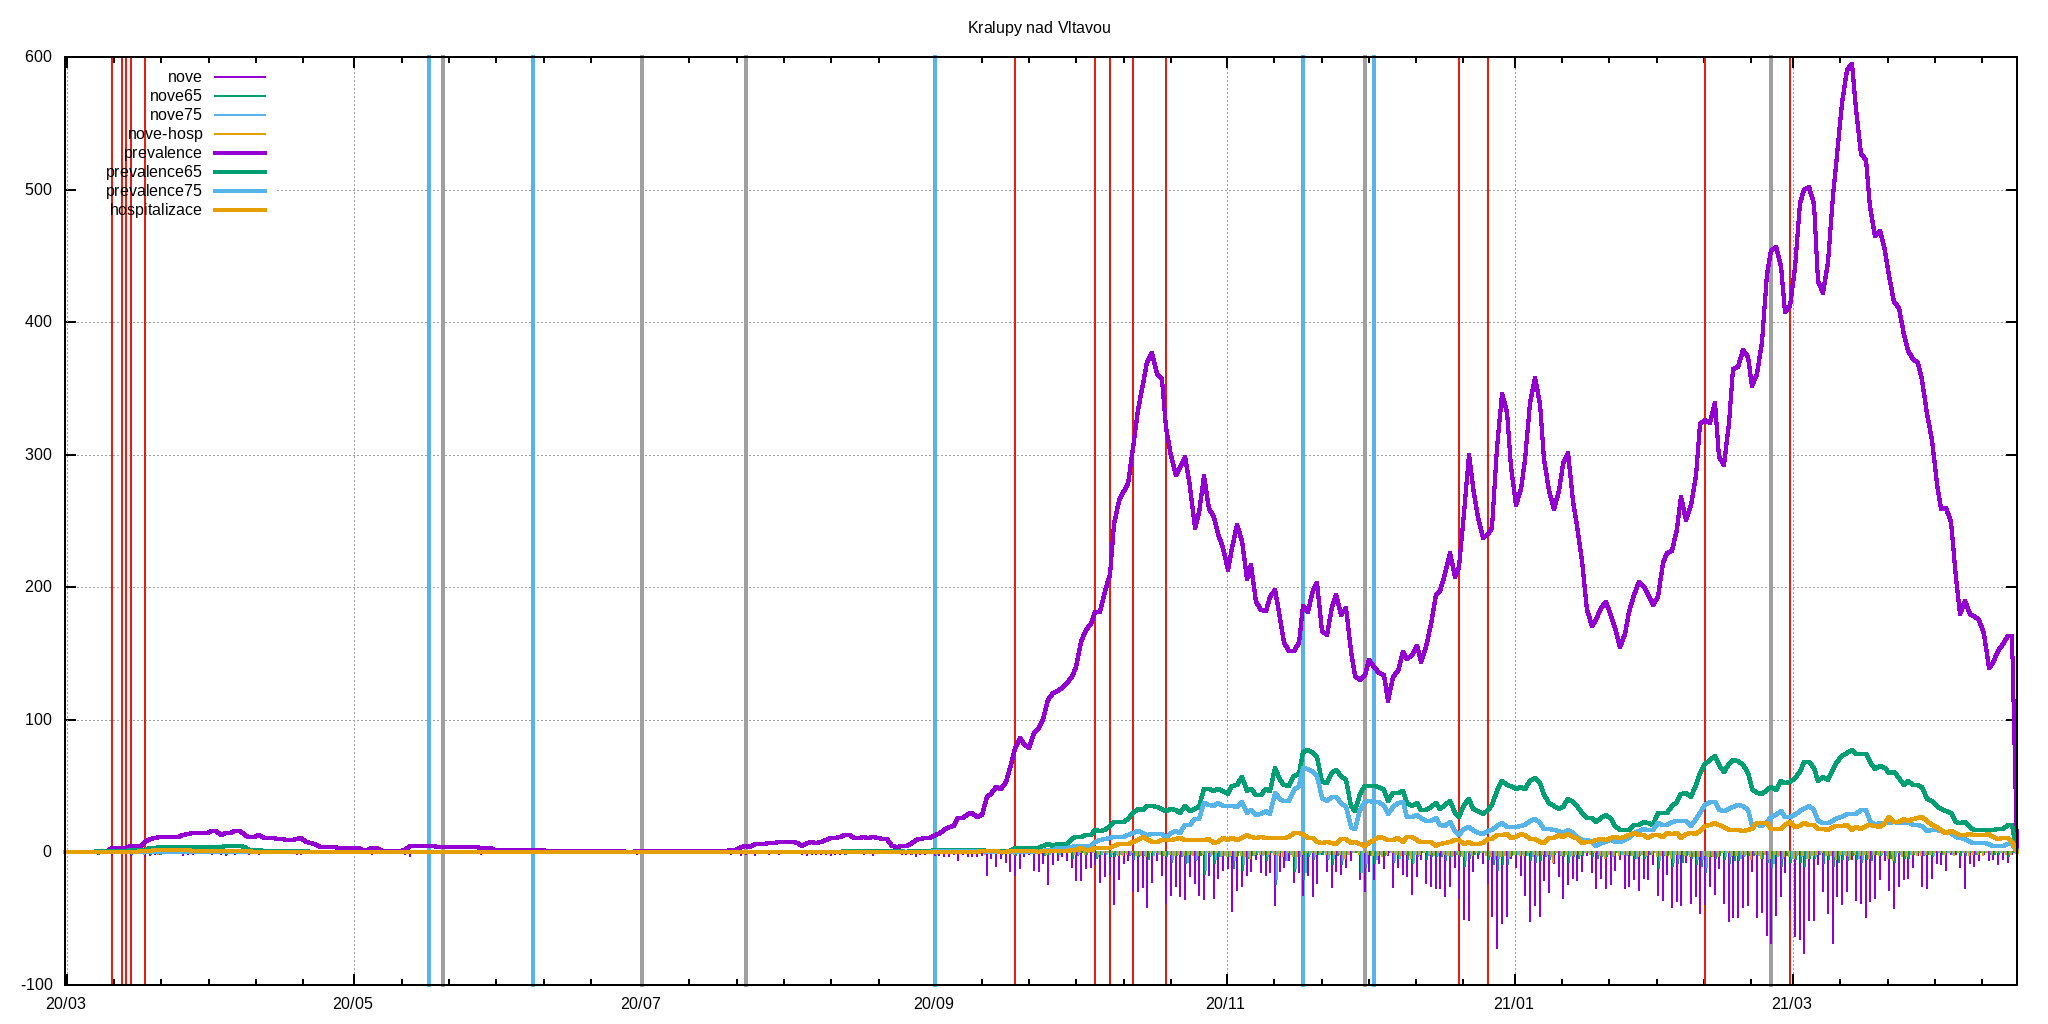 Kralupy nad Vltavou
600
500
400
300
200
100
0
-100
nove
nove65
nove75
nove-hosp
prevalence
prevalence65
prevalence75
hospitalizace
20/03 20/05 20/07 20/09 20/11 21/01 21/03